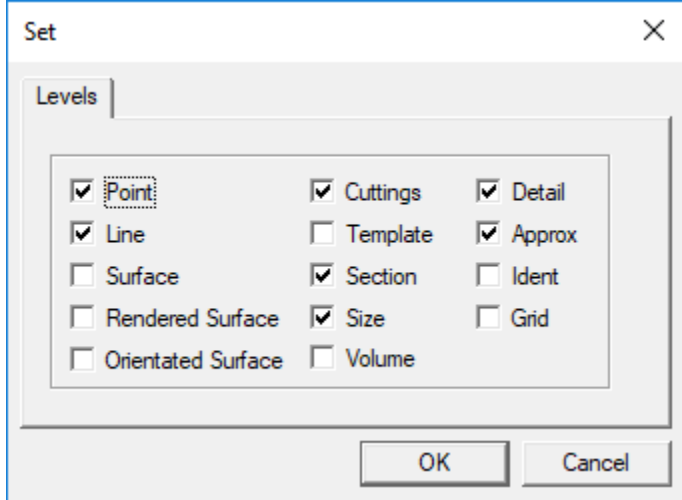 Set
Levels
Point
Cuttings
Detail
Line
Template
Approx
Surface
Section
Ident
Rendered Surface
Size
Grid
Orientated Surface
Volume
OK
Cancel